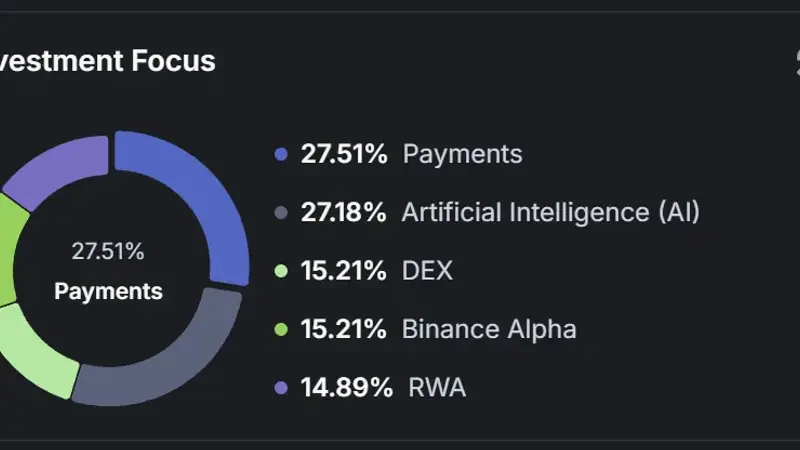 vestment Focus
27.51% Payments
27.18% Artificial Intelligence (AI)
15.21% DEX
15.21% Binance Alpha
14.89% RWA
27.51%
Payments